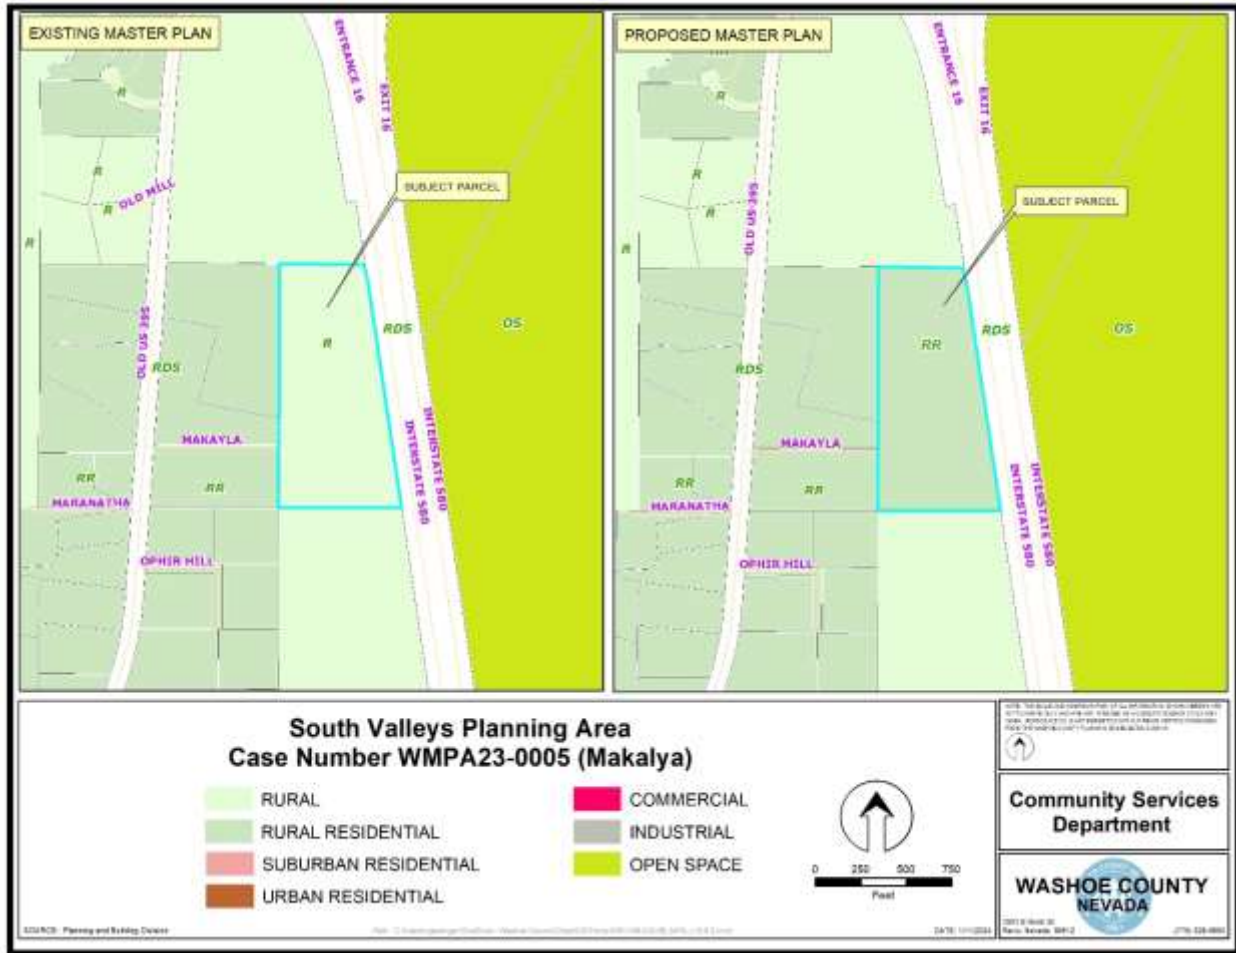 EXISTING MASTER PLAN
ENTRANCE 16
EXIT 16
R
R
OLD MILL
R
R
SUBJECT PARCEL
OLD US 395
RDS
R
RDS
OS
MAKAYLA
INTERSTATE 580
INTERSTATE 580
RR
RR
MARANATHA
OPHIR HILL
PROPOSED MASTER PLAN
ENTRANCE 16
EXIT 16
R
R
R
SUBJECT PARCEL
OLD US 395
RDS
RR
RDS
OS
MAKAYLA
INTERSTATE 580
INTERSTATE 580
RR
RR
MARANATHA
OPHIR HILL
South Valleys Planning Area
Case Number WMPA23-0005 (Makalya)
RURAL
RURAL RESIDENTIAL
SUBURBAN RESIDENTIAL
URBAN RESIDENTIAL
COMMERCIAL
INDUSTRIAL
OPEN SPACE
0 250 500 750
Feet
Community Services
Department
WASHOE COUNTY
NEVADA
SOURCE: Planning and Building Division